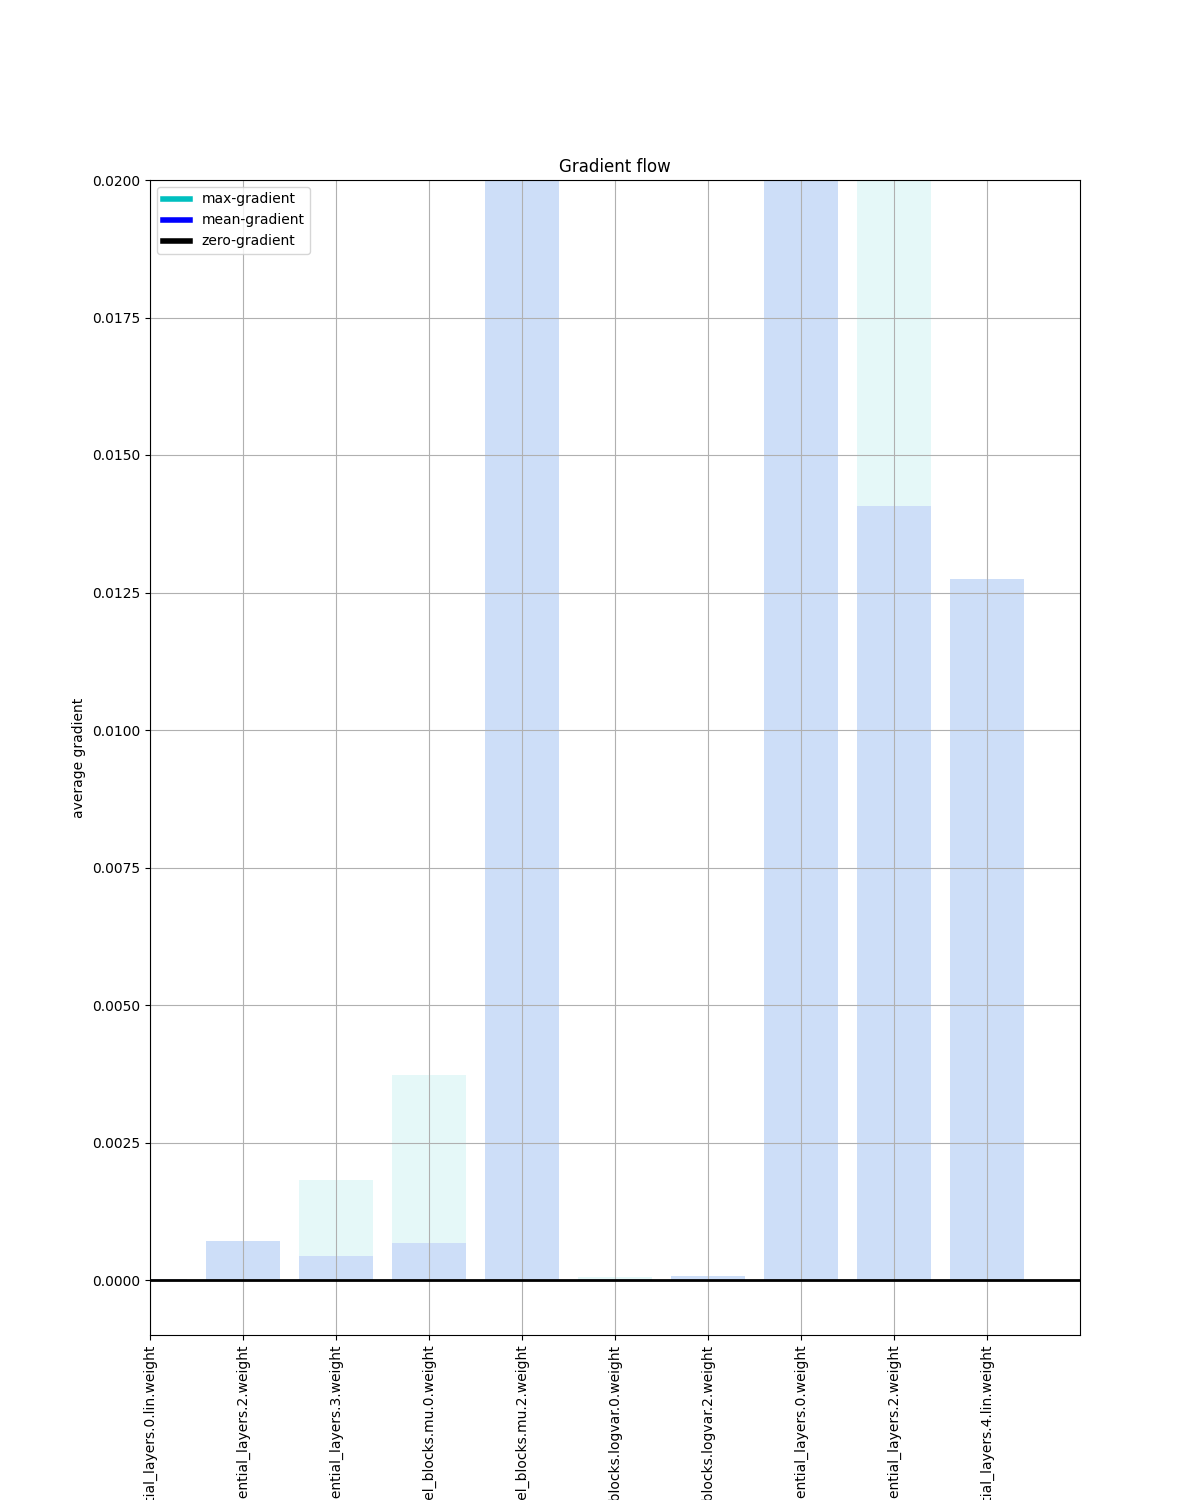 Gradient flow
max-gradient
mean-gradient
zero-gradient
average gradient
0.0200
0.0175
0.0150
0.0125
0.0100
0.0075
0.0050
0.0025
0.0000
tial_layers.0.lin.weight
ential_layers.2.weight
ential_layers.3.weight
el_blocks.mu.0.weight
el_blocks.mu.2.weight
blocks.logvar.0.weight
blocks.logvar.2.weight
ential_layers.0.weight
ential_layers.2.weight
tial_layers.4.lin.weight